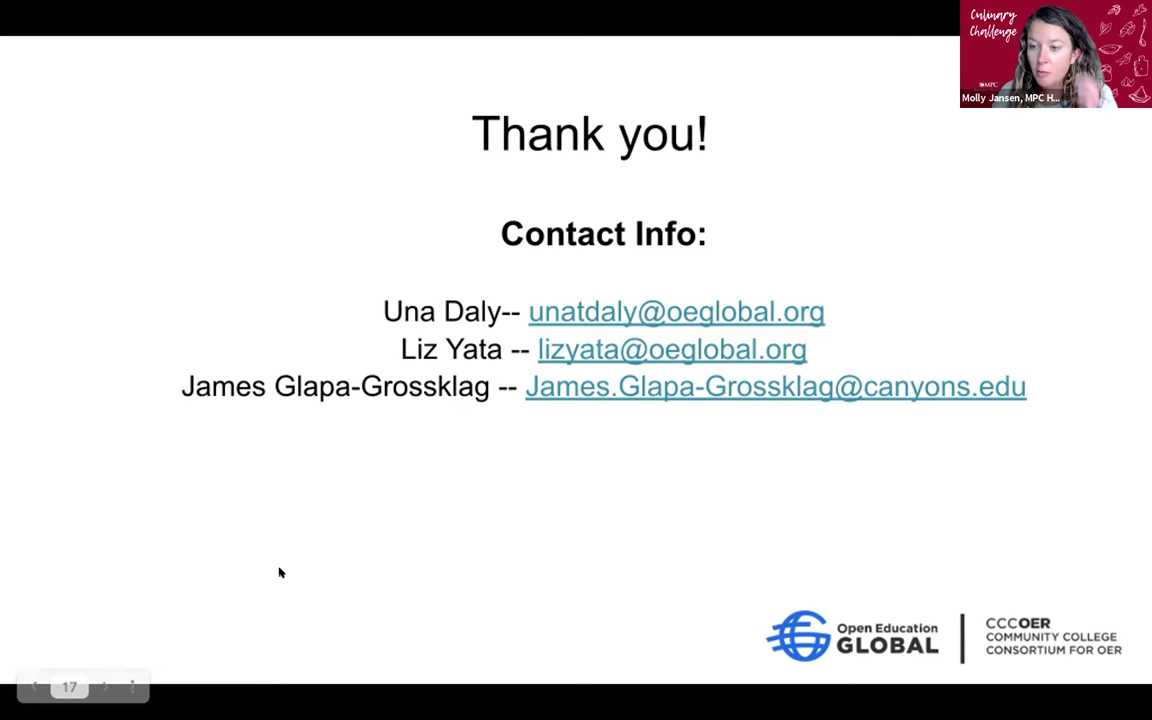 Culinary
Challenge
MPC
Molly Jansen, MPC H...
Thank you!
Contact Info:
Una Daly-- unatdaly@oeglobal.org
Liz Yata -- lizyata@oeglobal.org
James Glapa-Grossklag -- James.Glapa-Grossklag@canyons.edu
Open Education
GLOBAL
CCCOER
COMMUNITY COLLEGE
CONSORTIUM FOR OER
17